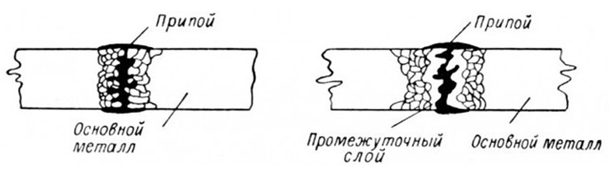 Припой
Основной
металл
Припой
Промежуточный
слой
Основной металл